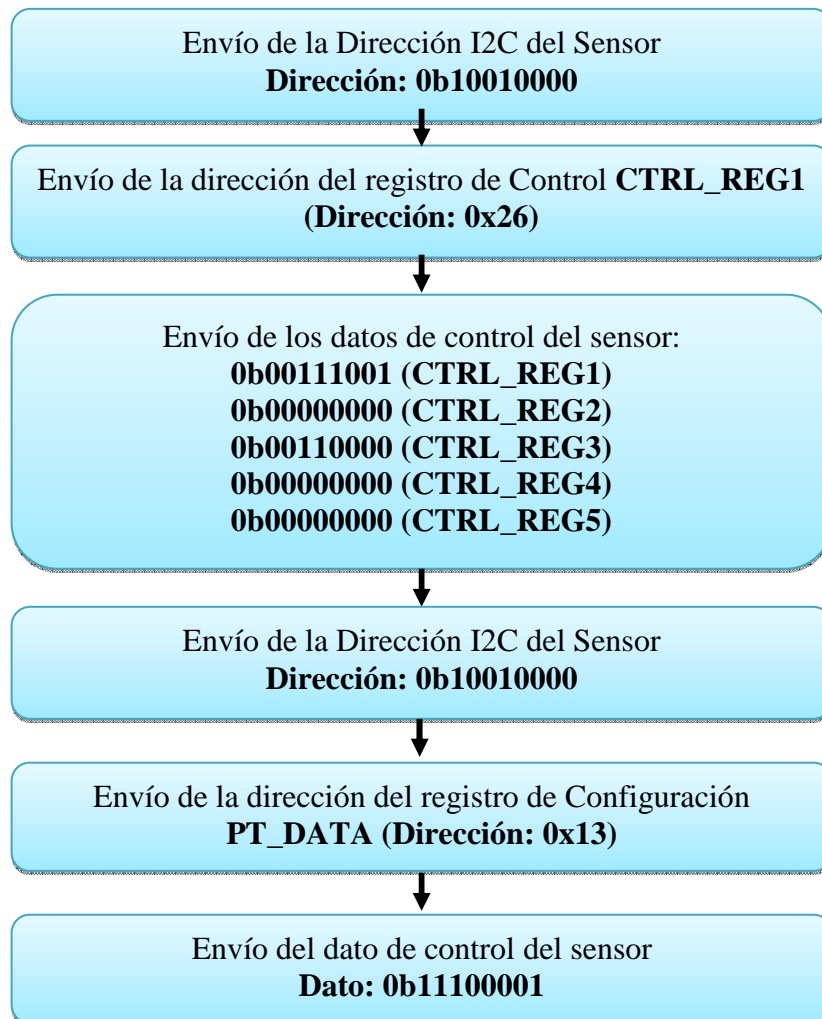 Envío de la Dirección I2C del Sensor
Dirección: 0b10010000
Envío de la dirección del registro de Control CTRL_REG1
(Dirección: 0x26)
Envío de los datos de control del sensor:
0b00111001 (CTRL_REG1)
0b00000000 (CTRL_REG2)
0b00110000 (CTRL_REG3)
0b00000000 (CTRL_REG4)
0b00000000 (CTRL_REG5)
Envío de la Dirección I2C del Sensor
Dirección: 0b10010000
Envío de la dirección del registro de Configuración
PT_DATA (Dirección: 0x13)
Envío del dato de control del sensor
Dato: 0b11100001